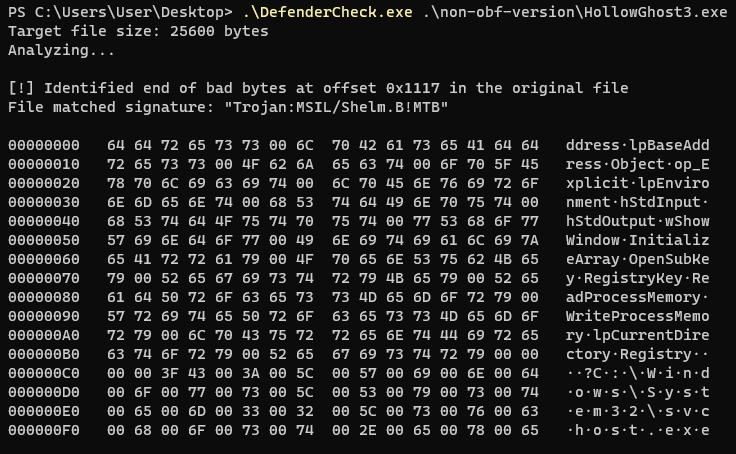 PS C:\Users\User\Desktop> .\DefenderCheck.exe .\non-obf-version\HollowGhost3.exe
Target file size: 25600 bytes
Analyzing...
[!] Identified end of bad bytes at offset 0x1117 in the original file
File matched signature: "Trojan:MSIL/Shelm.B!MTB"
00000000   64 64 72 65 73 73 00 6C  70 42 61 73 65 41 64 64   ddress·lpBaseAdd
00000010   72 65 73 73 00 4F 62 6A  65 63 74 00 6F 70 5F 45   ress·Object·op_E
00000020   78 70 6C 69 63 69 74 00  6C 70 45 6E 76 69 72 6F   xplicit·lpEnviro
00000030   6E 6D 65 6E 74 00 68 53  74 64 49 6E 70 75 74 00   nment·hStdInput·
00000040   68 53 74 64 4F 75 74 70  75 74 00 77 53 68 6F 77   hStdOutput·wShow
00000050   57 69 6E 64 6F 77 00 49  6E 69 74 69 61 6C 69 7A   Window·Initializ
00000060   65 41 72 72 61 79 00 4F  70 65 6E 53 75 62 4B 65   eArray·OpenSubKe
00000070   79 00 52 65 67 69 73 74  72 79 4B 65 79 00 52 65   y·RegistryKey·Re
00000080   61 64 50 72 6F 63 65 73  73 4D 65 6D 6F 72 79 00   adProcessMemory·
00000090   57 72 69 74 65 50 72 6F  63 65 73 73 4D 65 6D 6F   WriteProcessMemo
000000A0   72 79 00 6C 70 43 75 72  72 65 6E 74 44 69 72 65   ry·lpCurrentDire
000000B0   63 74 6F 72 79 00 52 65  67 69 73 74 72 79 00 00   ctory·Registry··
000000C0   00 00 3F 43 00 3A 00 5C  00 57 00 69 00 6E 00 64   ··?C·:·\·W·i·n·d
000000D0   00 6F 00 77 00 73 00 5C  00 53 00 79 00 73 00 74   ·o·w·s·\·S·y·s·t
000000E0   00 65 00 6D 00 33 00 32  00 5C 00 73 00 76 00 63   ·e·m·3·2·\·s·v·c
000000F0   00 68 00 6F 00 73 00 74  00 2E 00 65 00 78 00 65   ·h·o·s·t·.·e·x·e